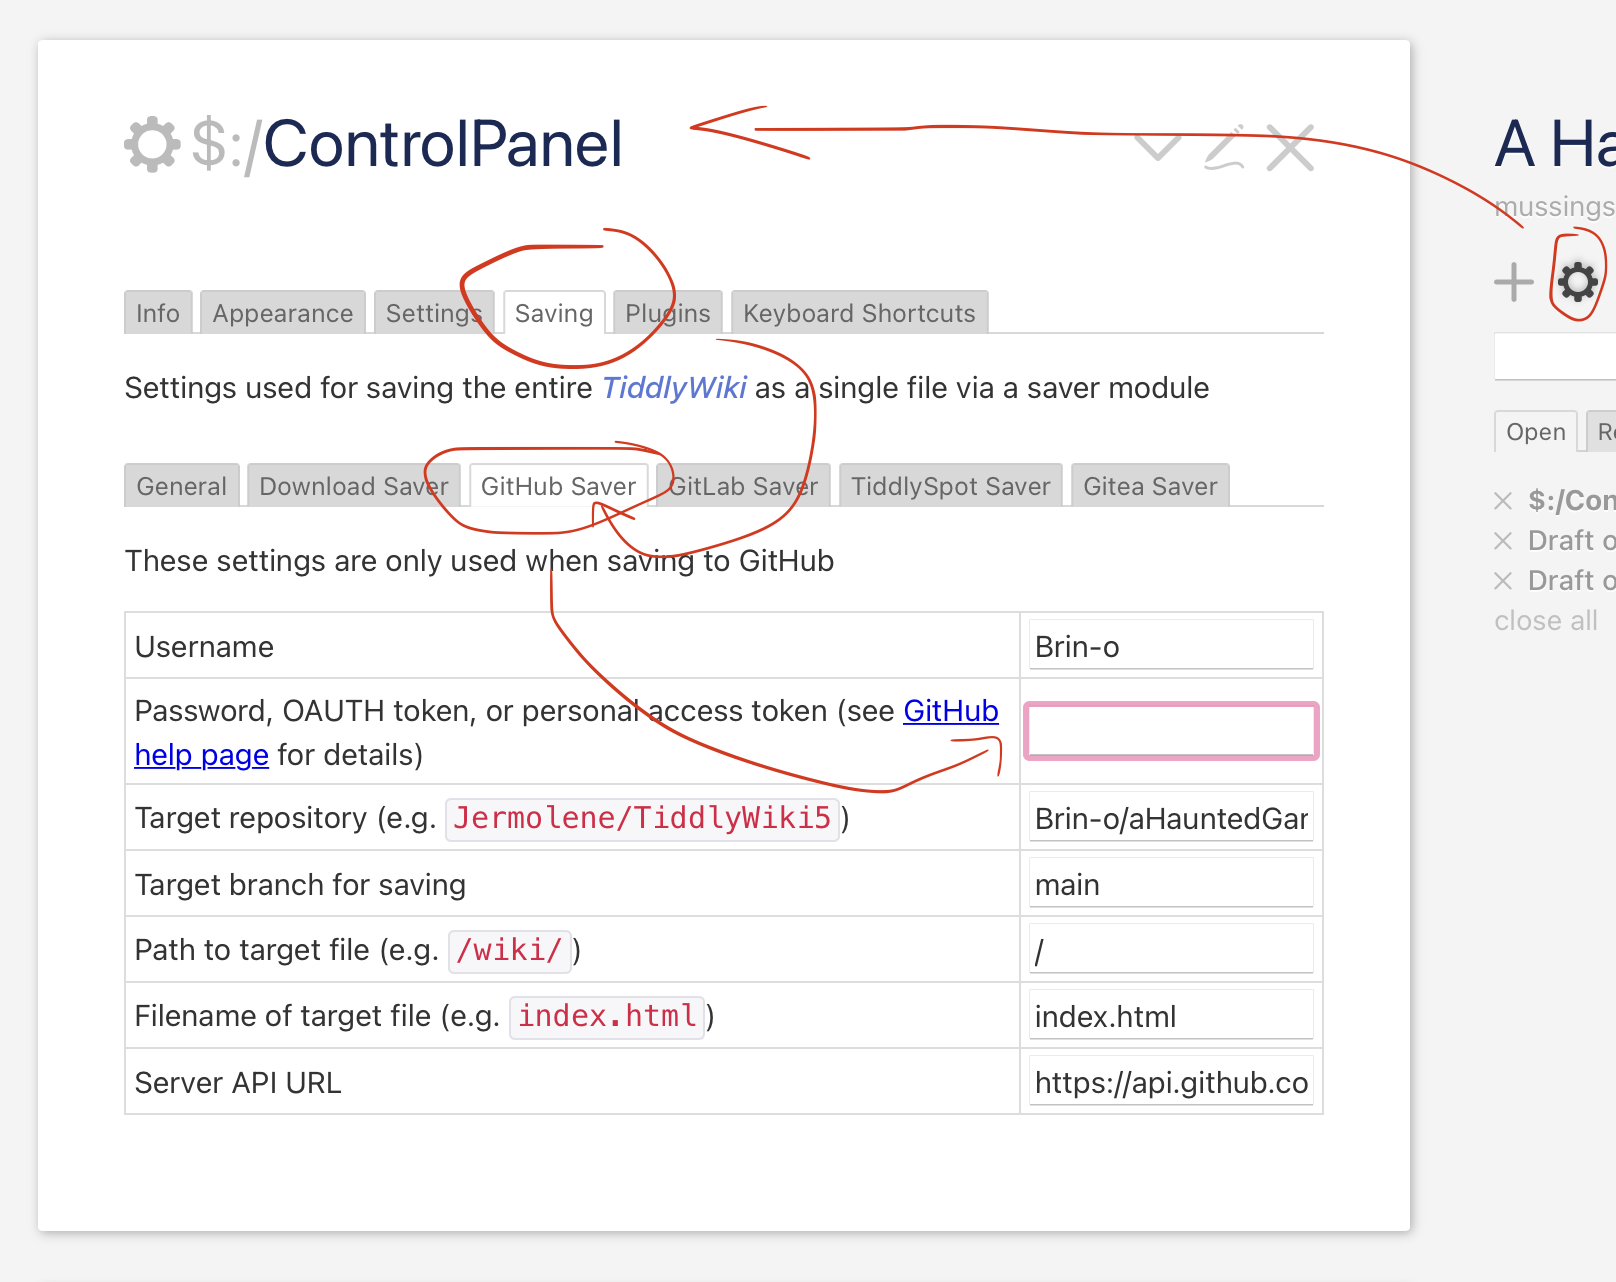 $:/ControlPanel
Info Appearance Settings Saving Plugins Keyboard Shortcuts
Settings used for saving the entire TiddlyWiki as a single file via a saver module
General Download Saver GitHub Saver GitLab Saver TiddlySpot Saver Gitea Saver
These settings are only used when saving to GitHub
Username Brin-o
Password, OAUTH token, or personal access token (see GitHub
help page for details)
Target repository (e.g. Jermolene/TiddlyWiki5) Brin-o/aHauntedGar
Target branch for saving main
Path to target file (e.g. /wiki/) /
Filename of target file (e.g. index.html) index.html
Server API URL https://api.github.co
A Ha
mussings
Open Re
$:/Con
Draft o
Draft o
close all